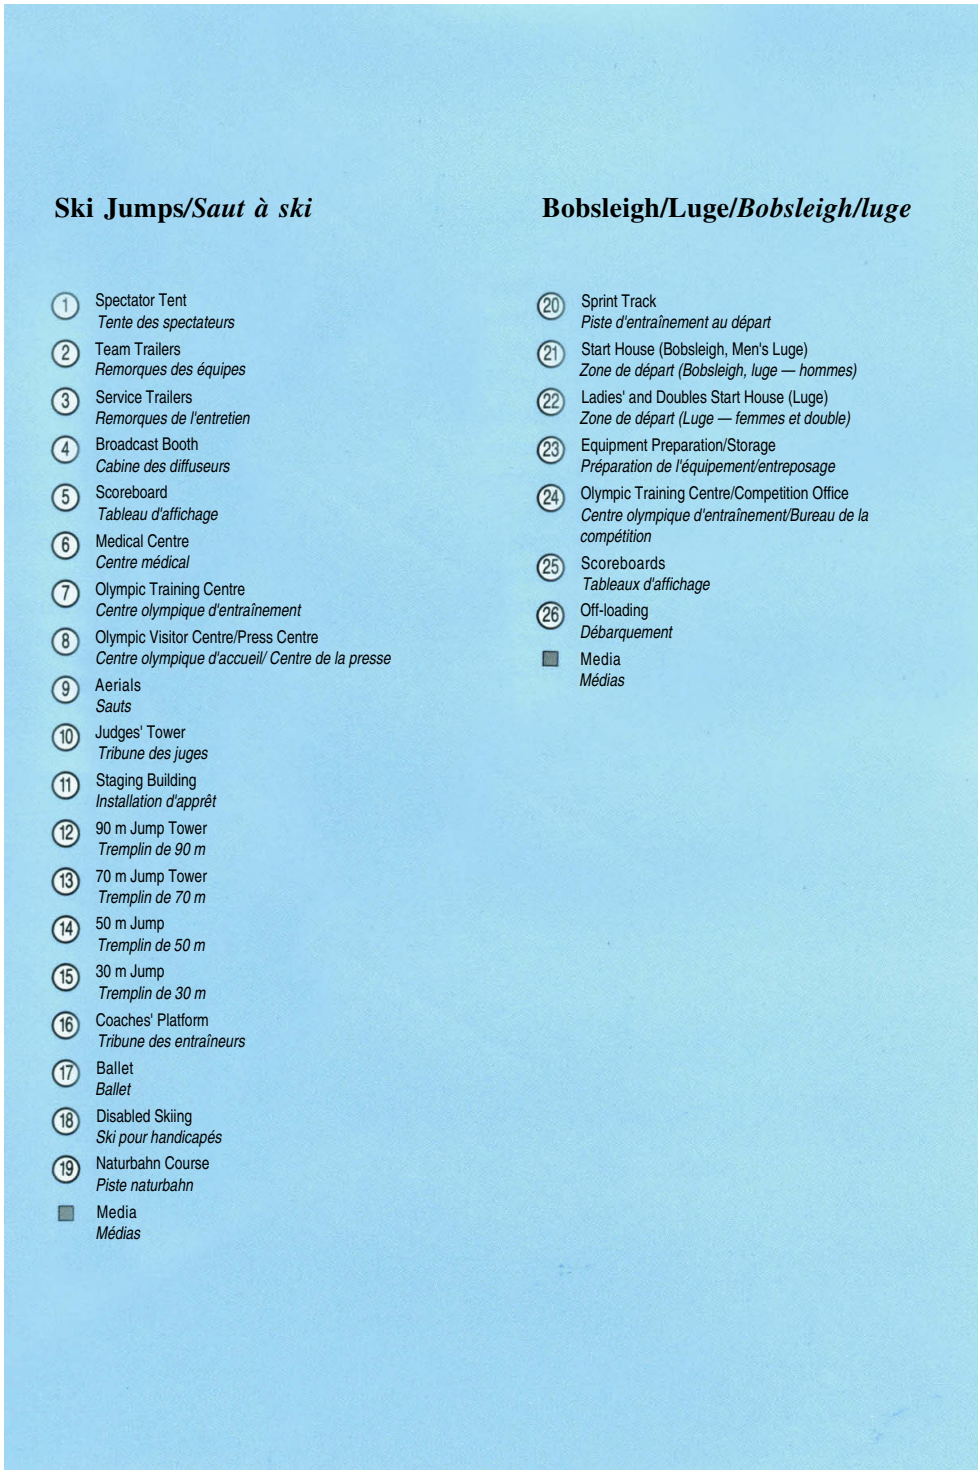 Ski Jumps/Saut à ski
1 Spectator Tent
Tente des spectateurs
2 Team Trailers
Remorques des équipes
3 Service Trailers
Remorques de l'entretien
4 Broadcast Booth
Cabine des diffuseurs
5 Scoreboard
Tableau d'affichage
6 Medical Centre
Centre médical
7 Olympic Training Centre
Centre olympique d'entraînement
8 Olympic Visitor Centre/Press Centre
Centre olympique d'accueil/ Centre de la presse
9 Aerials
Sauts
10 Judges' Tower
Tribune des juges
11 Staging Building
Installation d'apprêt
12 90 m Jump Tower
Tremplin de 90 m
13 70 m Jump Tower
Tremplin de 70 m
14 50 m Jump
Tremplin de 50 m
15 30 m Jump
Tremplin de 30 m
16 Coaches' Platform
Tribune des entraîneurs
17 Ballet
Ballet
18 Disabled Skiing
Ski pour handicapés
19 Naturbahn Course
Piste naturbahn
Media
Médias
Bobsleigh/Luge/Bobsleigh/luge
20 Sprint Track
Piste d'entraînement au départ
21 Start House (Bobsleigh, Men's Luge)
Zone de départ (Bobsleigh, luge — hommes)
22 Ladies' and Doubles Start House (Luge)
Zone de départ (Luge — femmes et double)
23 Equipment Preparation/Storage
Préparation de l'équipement/entreposage
24 Olympic Training Centre/Competition Office
Centre olympique d'entraînement/Bureau de la
compétition
25 Scoreboards
Tableaux d'affichage
26 Off-loading
Débarquement
Media
Médias